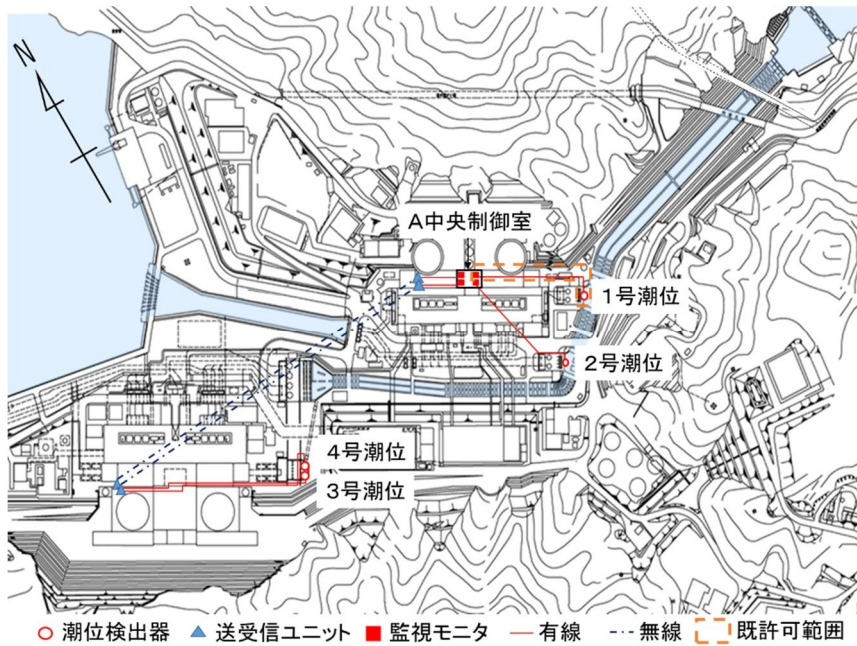 N
A中央制御室
1号潮位
2号潮位
4号潮位
3号潮位
潮位検出器 送受信ユニット 監視モニタ 有線 無線 既許可範囲